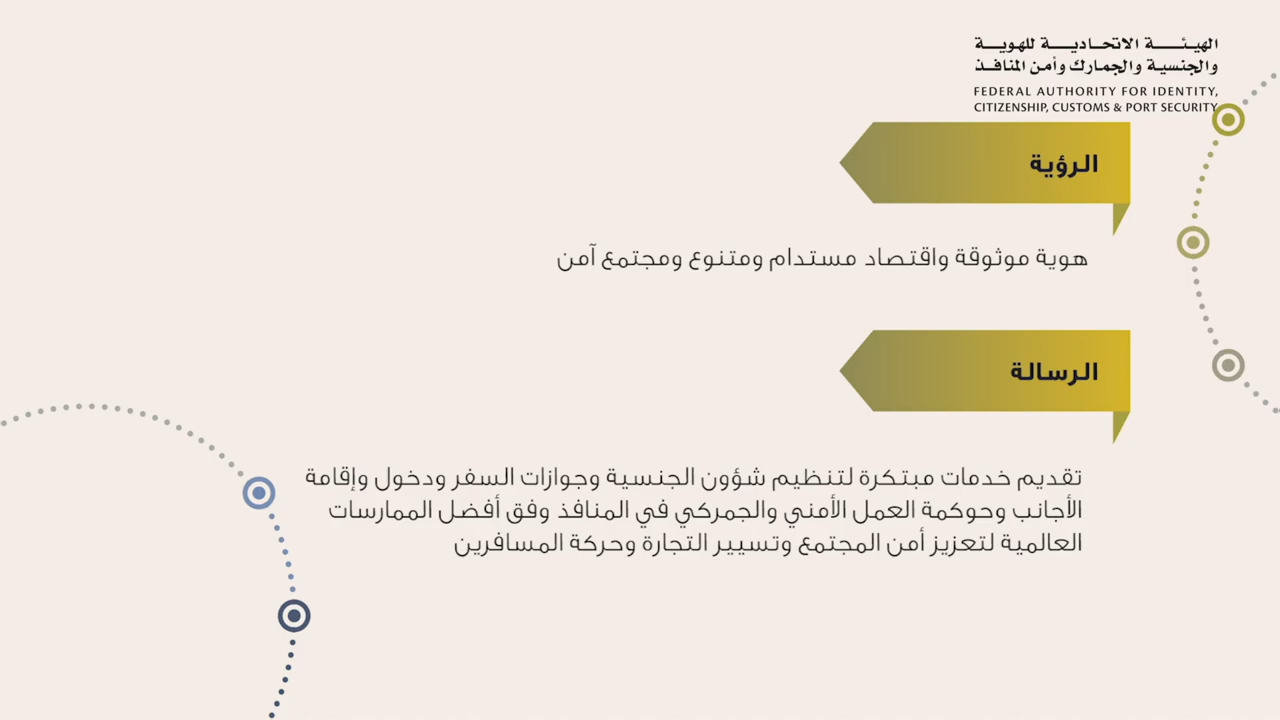 الهيئة الاتحادية للهوية
والجنسية والجمارك وأمن المنافذ
FEDERAL AUTHORITY FOR IDENTITY,
CITIZENSHIP, CUSTOMS & PORT SECURITY
الرؤية
هوية موثوقة واقتصاد مستدام ومتنوع ومجتمع آمن
الرسالة
تقديم خدمات مبتكرة لتنظيم شؤون الجنسية وجوازات السفر ودخول وإقامة
الأجانب وحوكمة العمل الأمني والجمركي في المنافذ وفق أفضل الممارسات
العالمية لتعزيز أمن المجتمع وتسيير التجارة وحركة المسافرين